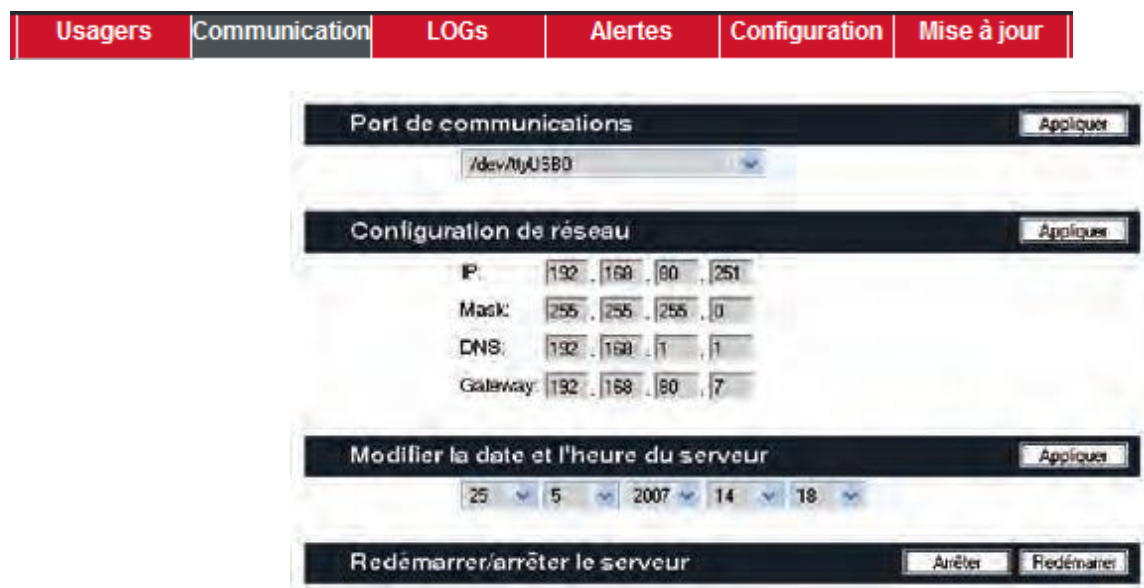 Usagers Communication LOGs Alertes Configuration Mise à jour
Port de communications Appliquer
/dev/ttyUSB0
Configuration de réseau Appliquer
IP: 192 . 168 . 80 . 251
Mask: 255 . 255 . 255 . 0
DNS: 192 . 168 . 1 . 1
Gateway: 192 . 168 . 80 . 7
Modifier la date et l'heure du serveur Appliquer
25 5 2007 14 18
Redémarrer/arrêter le serveur Arrêter Redémarrer